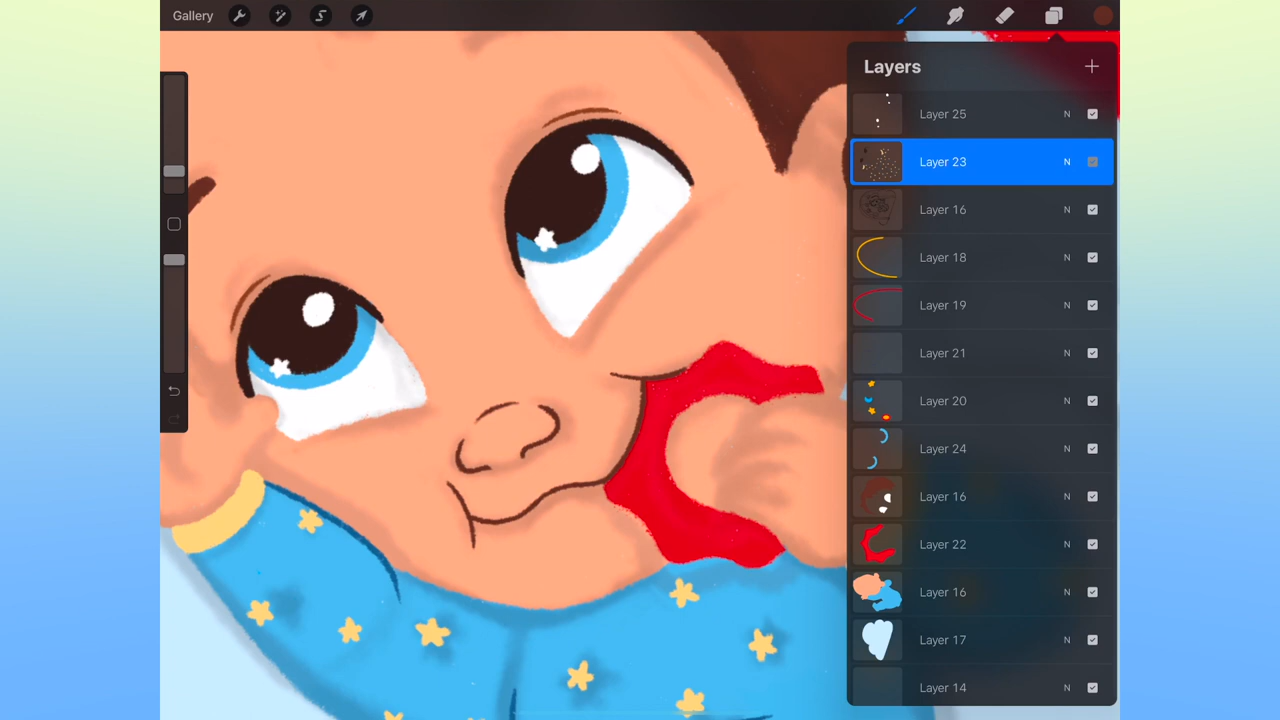 Gallery
Layers
Layer 25 N
Layer 23 N
Layer 16 N
Layer 18 N
Layer 19 N
Layer 21 N
Layer 20 N
Layer 24 N
Layer 16 N
Layer 22 N
Layer 16 N
Layer 17 N
Layer 14 N